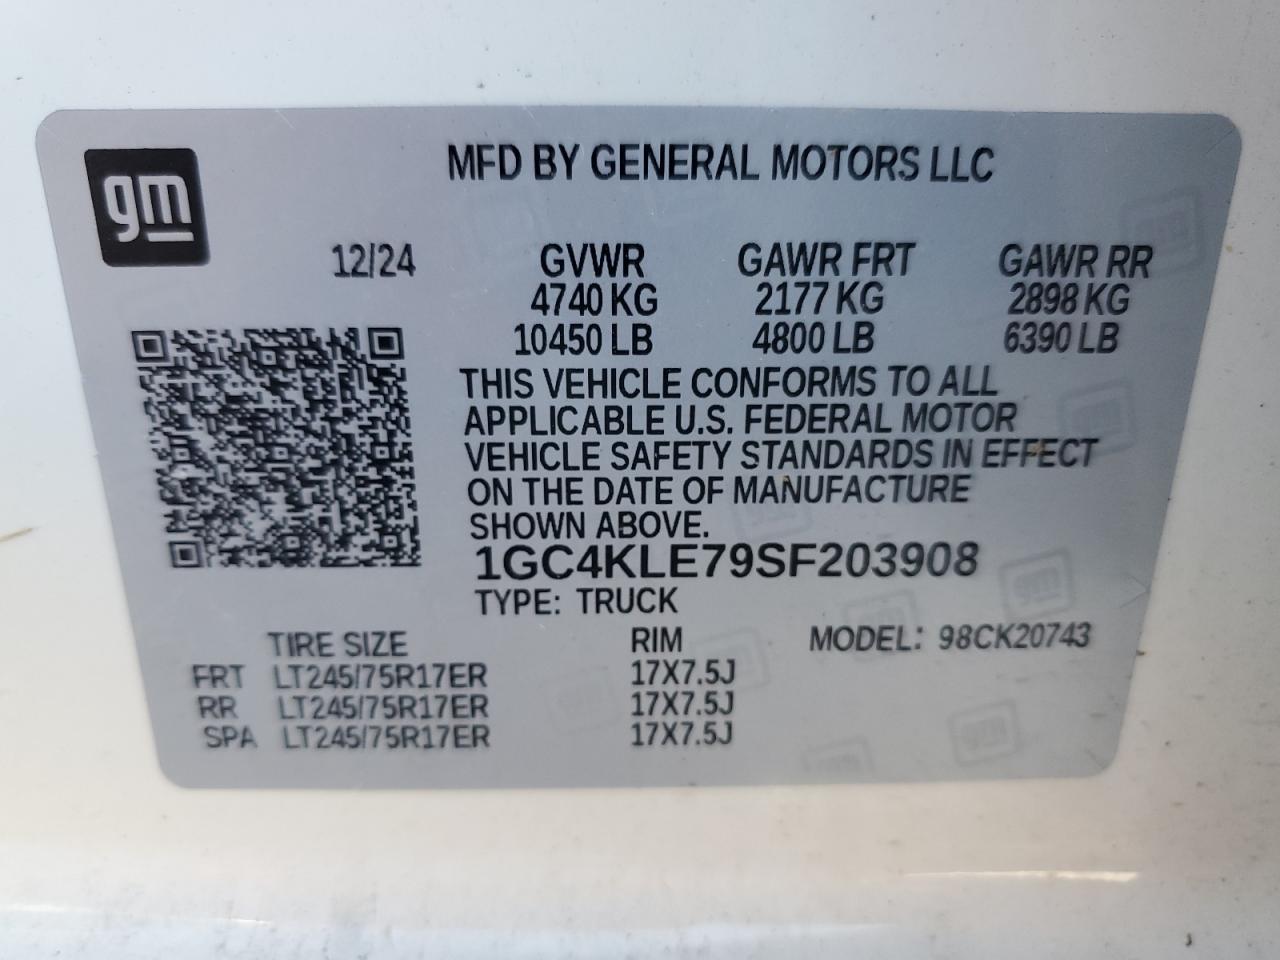 gm
MFD BY GENERAL MOTORS LLC
12/24 GVWR GAWR FRT GAWR RR
4740 KG 2177 KG 2898 KG
10450 LB 4800 LB 6390 LB
THIS VEHICLE CONFORMS TO ALL
APPLICABLE U.S. FEDERAL MOTOR
VEHICLE SAFETY STANDARDS IN EFFECT
ON THE DATE OF MANUFACTURE
SHOWN ABOVE.
1GC4KLE79SF203908
TYPE: TRUCK
TIRE SIZE RIM MODEL: 98CK20743
FRT LT245/75R17ER 17X7.5J
RR LT245/75R17ER 17X7.5J
SPA LT245/75R17ER 17X7.5J